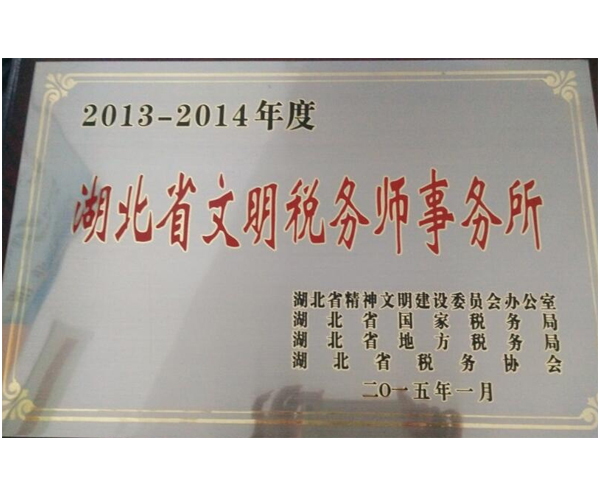 2013-2014年度
湖北省文明税务师事务所
湖北省精神文明建设委员会办公室
湖北省国家税务局
湖北省地方税务局
湖北省税务协会
二〇一五年一月